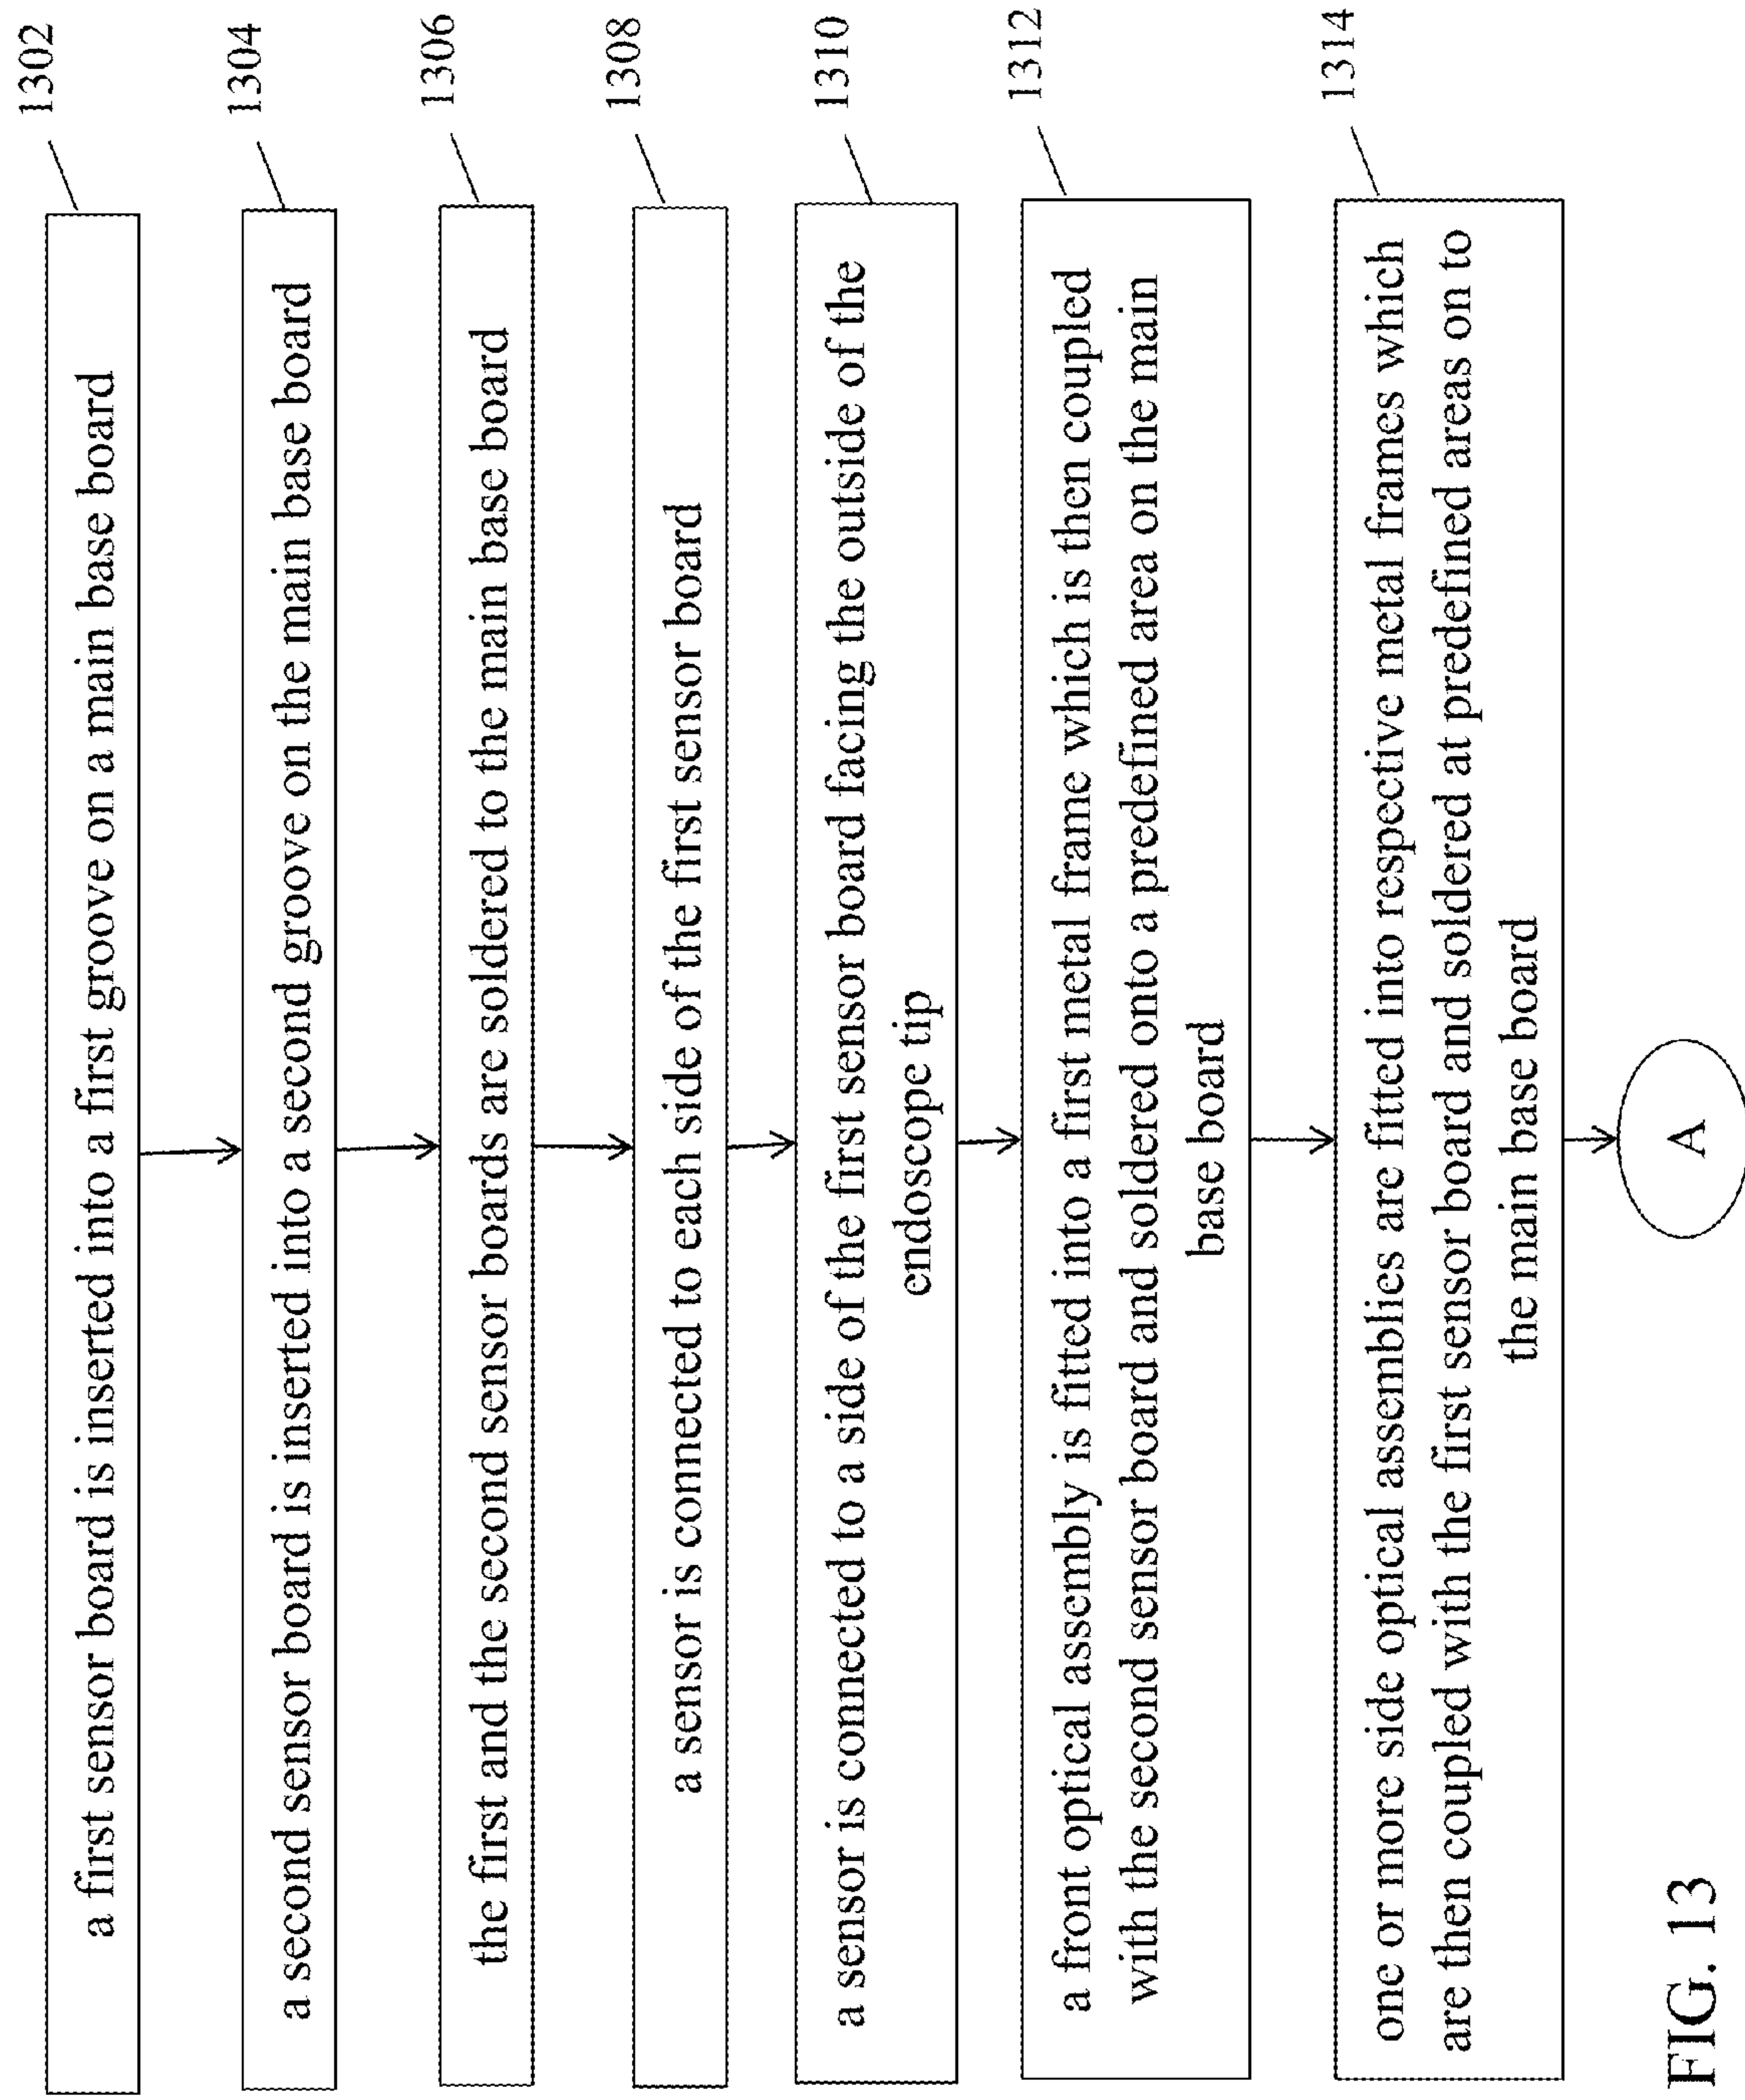 1302
a first sensor board is inserted into a first groove on a main base board
1304
a second sensor board is inserted into a second groove on the main base board
1306
the first and the second sensor boards are soldered to the main base board
1308
a sensor is connected to each side of the first sensor board
1310
a sensor is connected to a side of the first sensor board facing the outside of the
endoscope tip
1312
a front optical assembly is fitted into a first metal frame which is then coupled
with the second sensor board and soldered onto a predefined area on the main
base board
1314
one or more side optical assemblies are fitted into respective metal frames which
are then coupled with the first sensor board and soldered at predefined areas on to
the main base board
A
FIG. 13